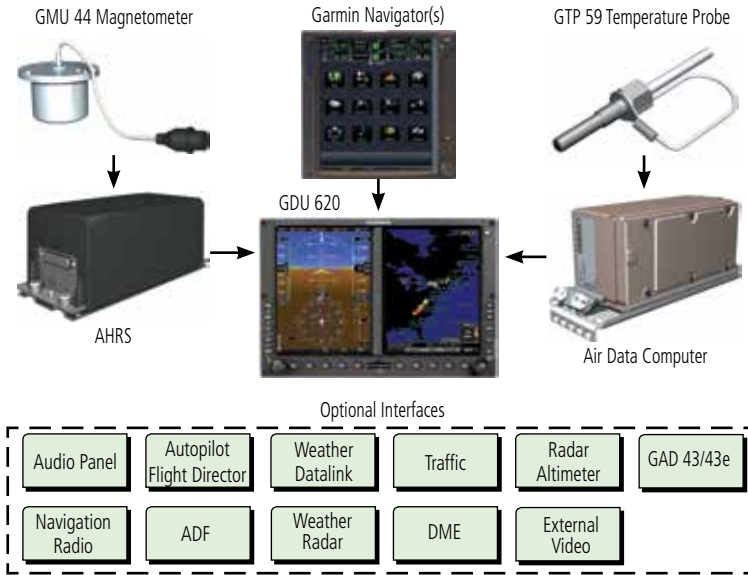 GMU 44 Magnetometer
Garmin Navigator(s)
GTP 59 Temperature Probe
GDU 620
AHRS
Air Data Computer
Optional Interfaces
Audio Panel
Autopilot
Flight Director
Weather
Datalink
Traffic
Radar
Altimeter
GAD 43/43e
Navigation
Radio
ADF
Weather
Radar
DME
External
Video